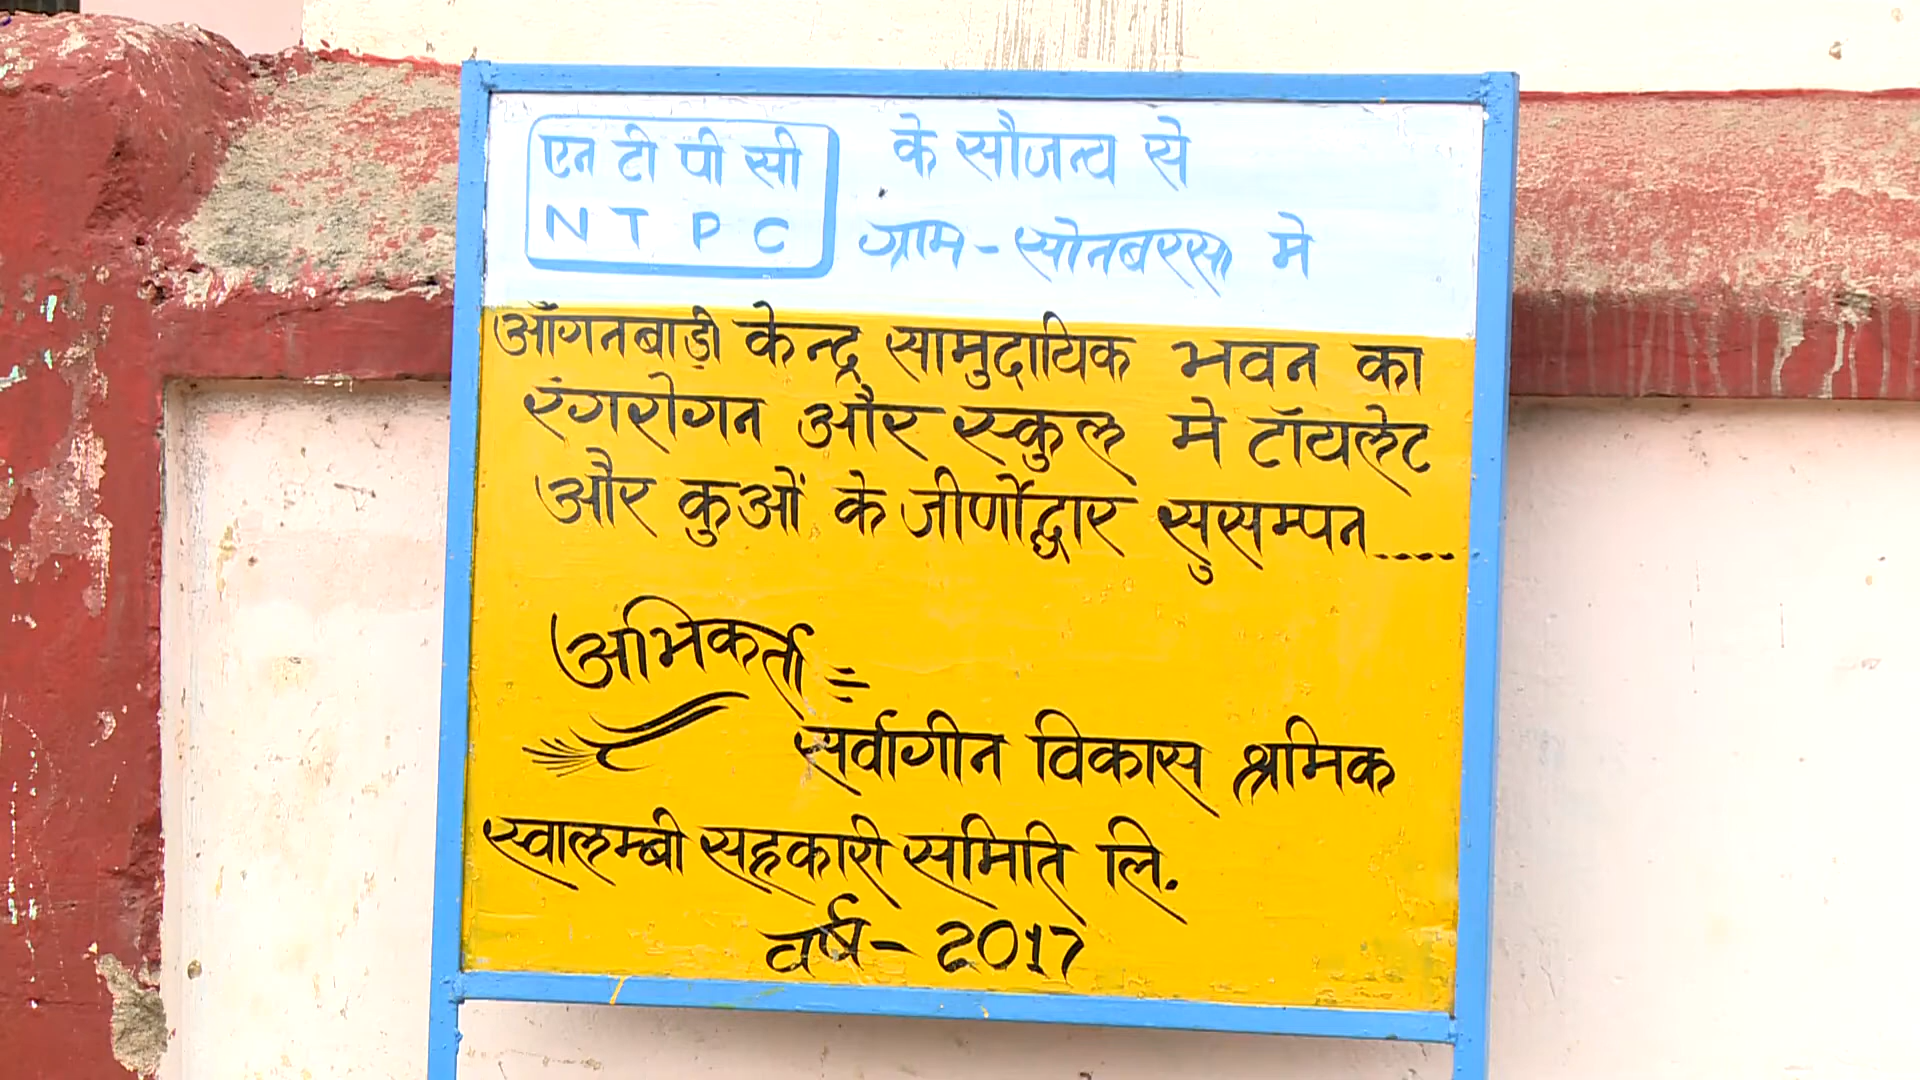 एन टी पी सी के सौजन्य से
N T P C ग्राम - सोनबरसा मे
आँगनबाड़ी केन्द्र सामुदायिक भवन का
रंगरोगन और स्कुल मे टॉयलेट
और कुओं के जीर्णोद्धार सुसम्पन....
अभिकर्ता =
सर्वागीन विकास श्रमिक
स्वालम्बी सहकारी समिति लि.
वर्ष - 2017